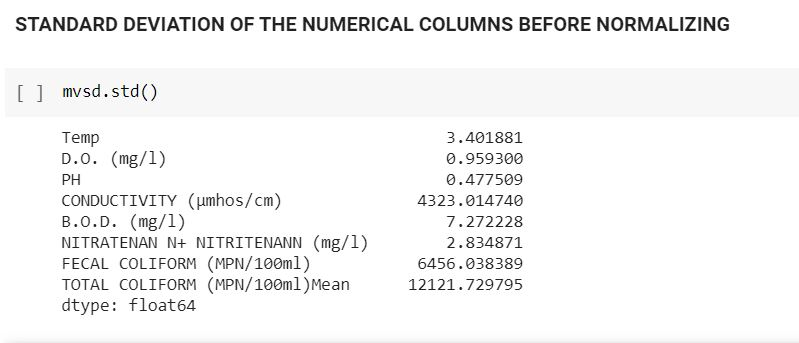 STANDARD DEVIATION OF THE NUMERICAL COLUMNS BEFORE NORMALIZING
[ ] mvsd.std()
Temp 3.401881
D.O. (mg/l) 0.959300
PH 0.477509
CONDUCTIVITY (µmhos/cm) 4323.014740
B.O.D. (mg/l) 7.272228
NITRATENAN N+ NITRITENANN (mg/l) 2.834871
FECAL COLIFORM (MPN/100ml) 6456.038389
TOTAL COLIFORM (MPN/100ml)Mean 12121.729795
dtype: float64